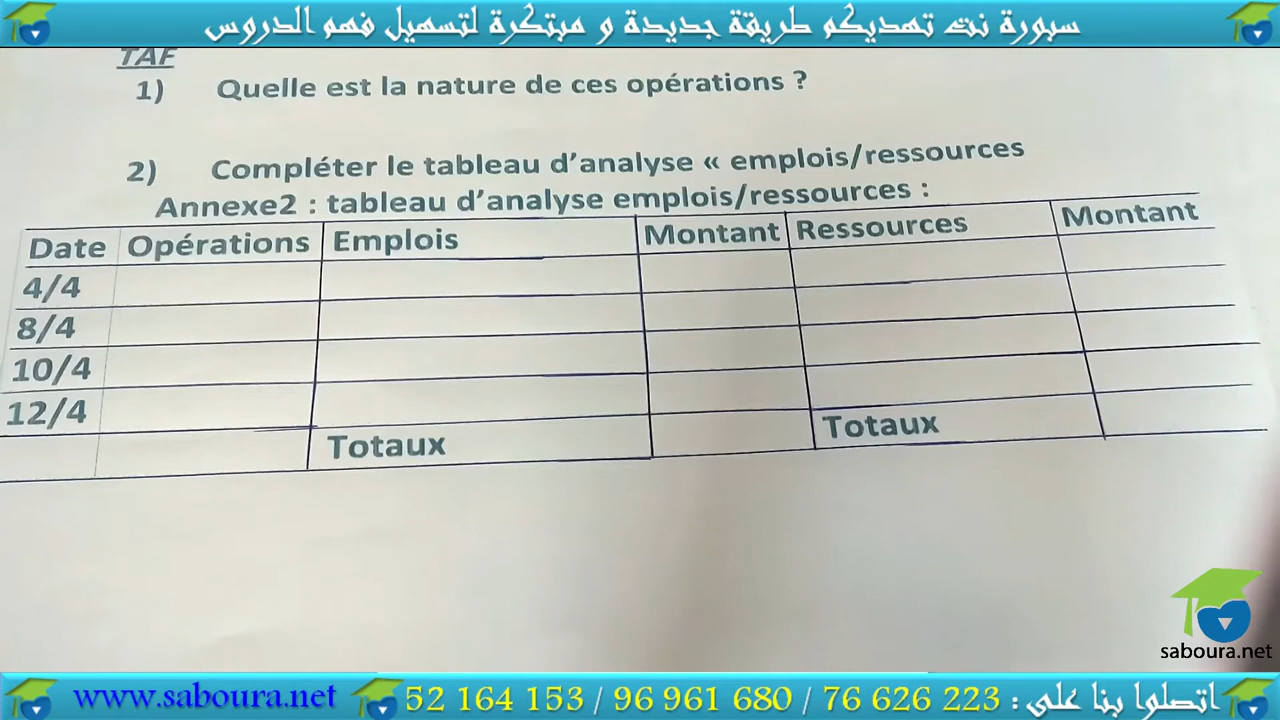 سبورة نت تهديكم طريقة جديدة و مبتكرة لتسهيل فهم الدروس
TAF
1) Quelle est la nature de ces opérations ?
2) Compléter le tableau d'analyse « emplois/ressources
Annexe2 : tableau d'analyse emplois/ressources :
Date Opérations Emplois Montant Ressources Montant
4/4
8/4
10/4
12/4
Totaux Totaux
saboura.net
www.saboura.net 52 164 153 / 96 961 680 / 76 626 223 : اتصلوا بنا على